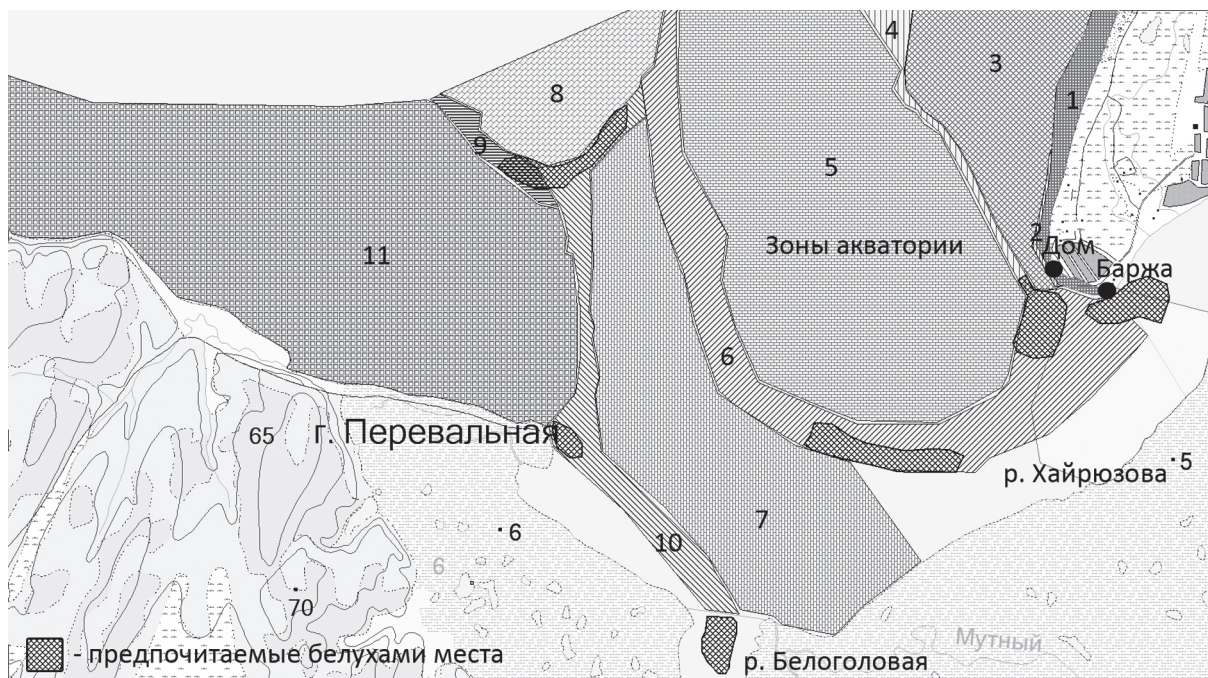 4
3
8
1
9
5
2
Зоны акватории
Дом
11
Баржа
6
65
г. Перевальная
5
р. Хайрюзова
7
6
10
6
70
Мутный
- предпочитаемые белухами места
р. Белоголовая